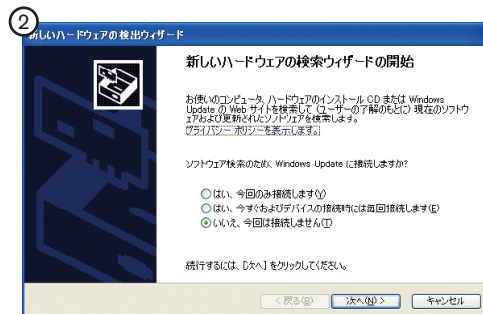 ②
新しいハードウェアの検出ウィザード
新しいハードウェアの検索ウィザードの開始
お使いのコンピュータ、ハードウェアのインストール CD または Windows
Update の Web サイトを検索して (ユーザーの了解のもとに) 現在のソフトウ
ェアおよび更新されたソフトウェアを検索します。
プライバシー ポリシーを表示します。
ソフトウェア検索のため、Windows Update に接続しますか?
はい、今回のみ接続します(Y)
はい、今すぐおよびデバイスの接続時には毎回接続します(E)
いいえ、今回は接続しません(T)
続行するには、[次へ] をクリックしてください。
< 戻る(B)
次へ(N) >
キャンセル